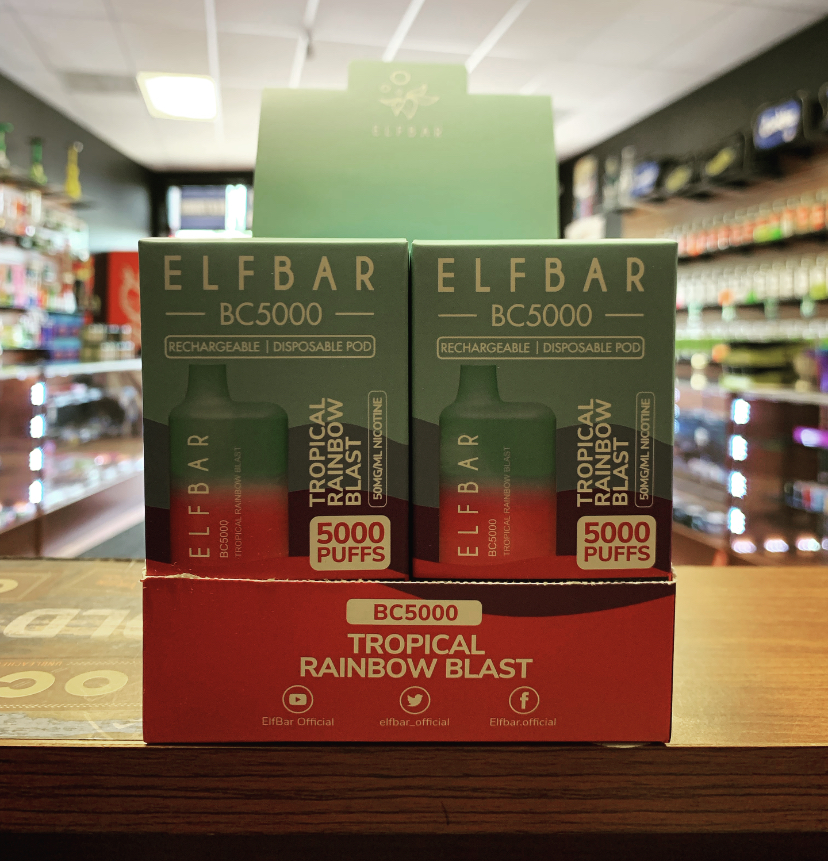 ELFBAR
ELFBAR
BC5000
RECHARGEABLE | DISPOSABLE POD
ELFBAR
BC5000
TROPICAL RAINBOW BLAST
TROPICAL
RAINBOW
BLAST
50MG/ML NICOTINE
5000
PUFFS
ELFBAR
BC5000
RECHARGEABLE | DISPOSABLE POD
ELFBAR
BC5000
TROPICAL RAINBOW BLAST
TROPICAL
RAINBOW
BLAST
50MG/ML NICOTINE
5000
PUFFS
BC5000
TROPICAL
RAINBOW BLAST
ElfBar Official
elfbar_official
Elfbar.official